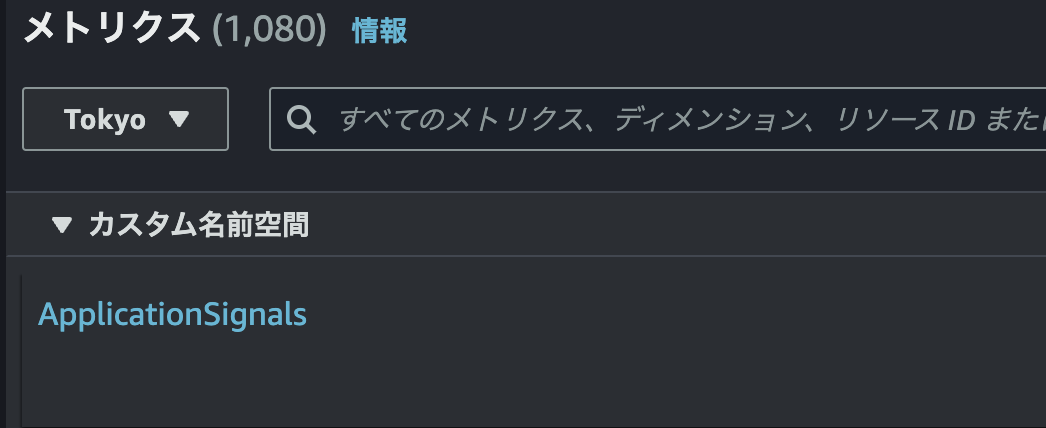 メトリクス (1,080) 情報
Tokyo ▼ すべてのメトリクス、ディメンション、リソース ID また
▼ カスタム名前空間
ApplicationSignals